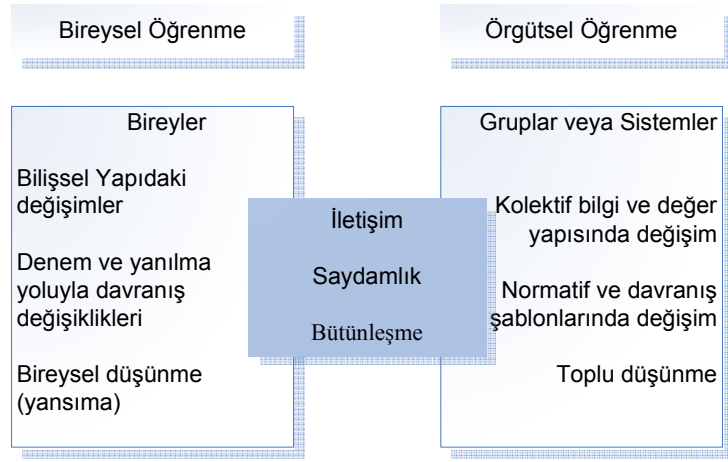 Bireysel Öğrenme
Örgütsel Öğrenme
Bireyler
Bilişsel Yapıdaki
değişimler
Denem ve yanılma
yoluyla davranış
değişiklikleri
Bireysel düşünme
(yansıma)
İletişim
Saydamlık
Bütünleşme
Gruplar veya Sistemler
Kolektif bilgi ve değer
yapısında değişim
Normatif ve davranış
şablonlarında değişim
Toplu düşünme